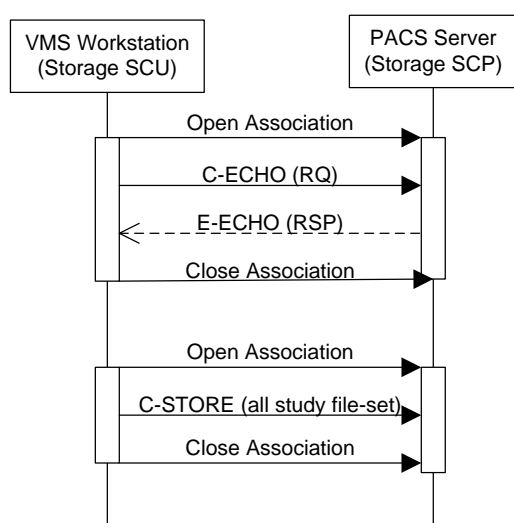 VMS Workstation
(Storage SCU)
PACS Server
(Storage SCP)
Open Association
C-ECHO (RQ)
E-ECHO (RSP)
Close Association
Open Association
C-STORE (all study file-set)
Close Association